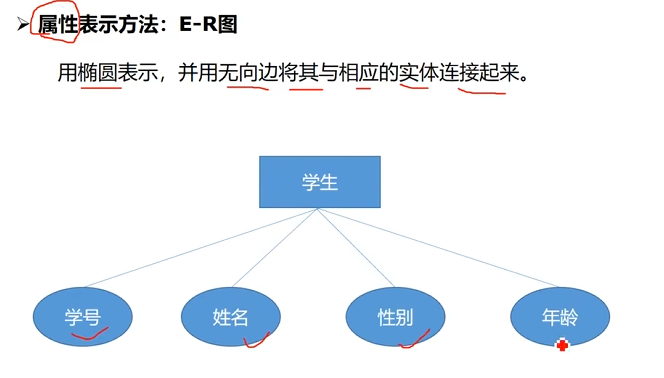 属性表示方法：E-R图
用椭圆表示，并用无向边将其与相应的实体连接起来。
学生
学号
姓名
性别
年龄